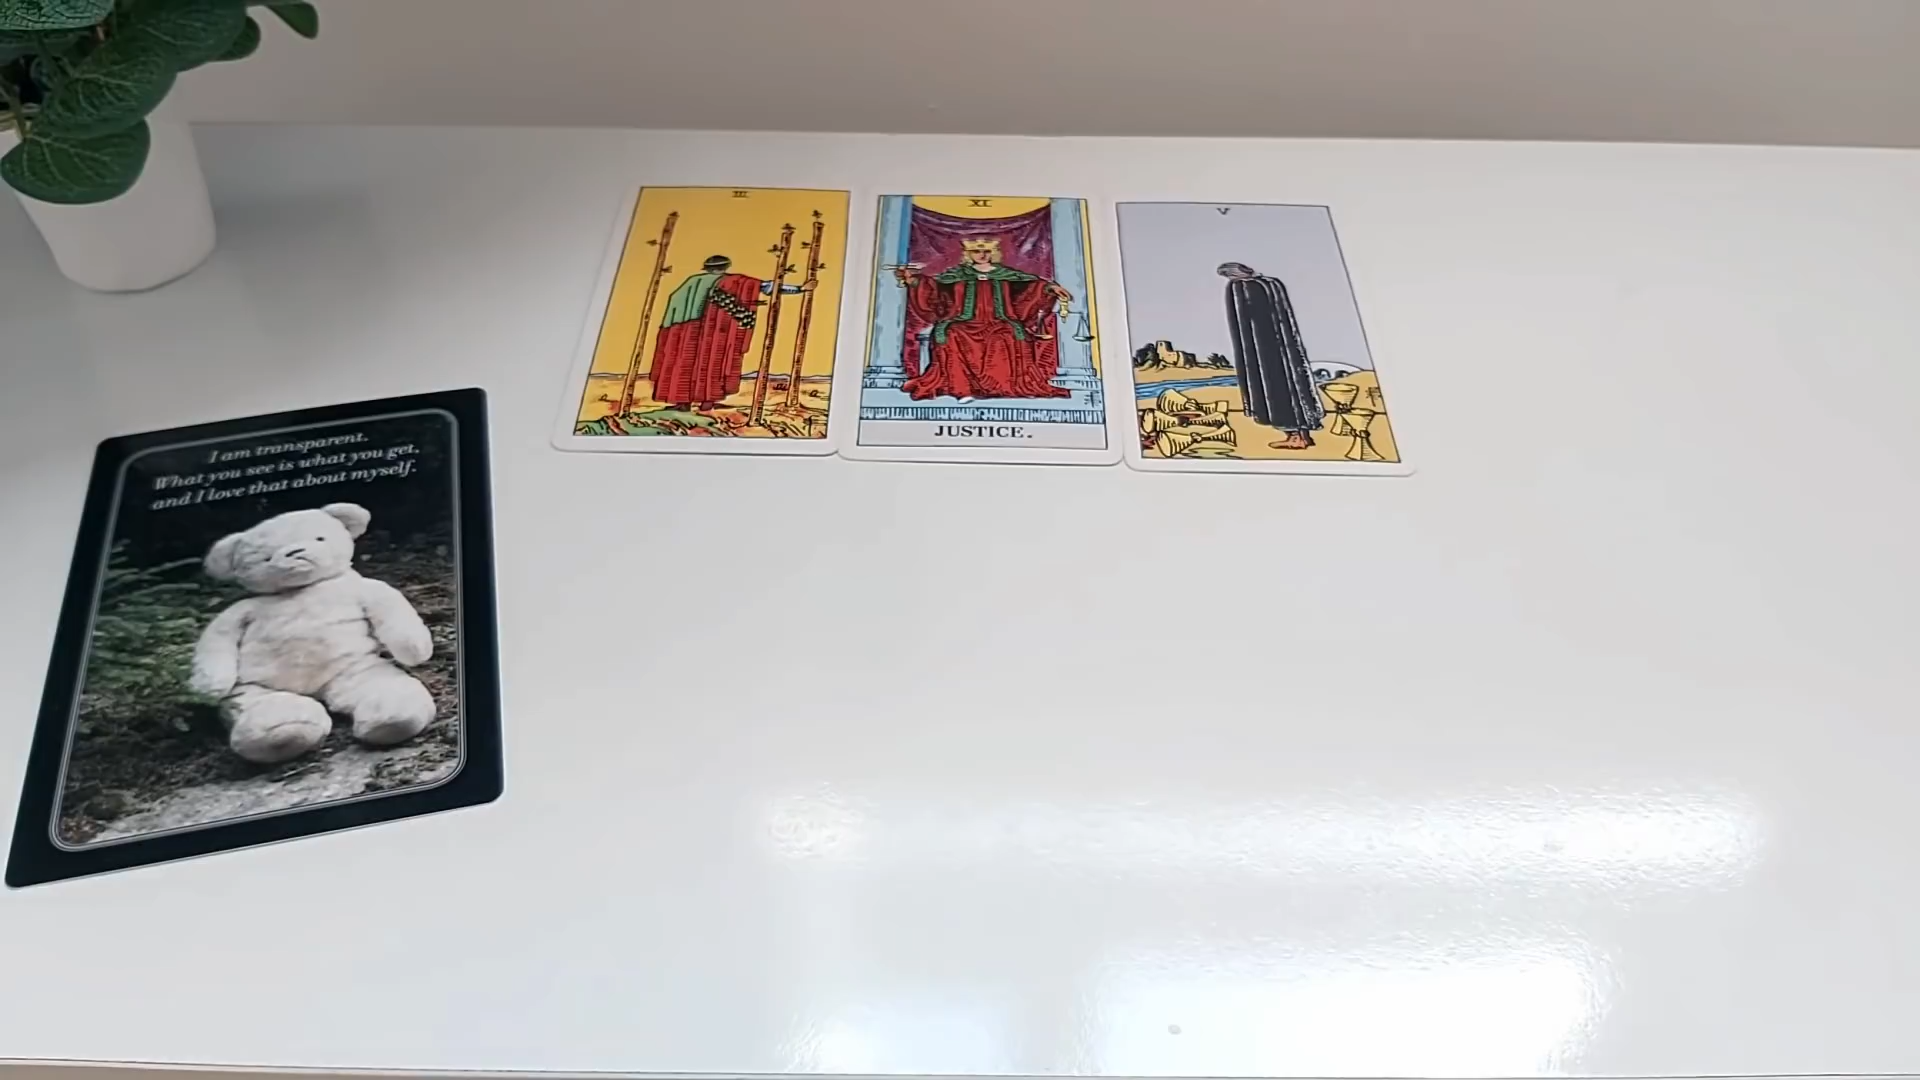 III
XI
V
JUSTICE.
I am transparent.
What you see is what you get,
and I love that about myself.